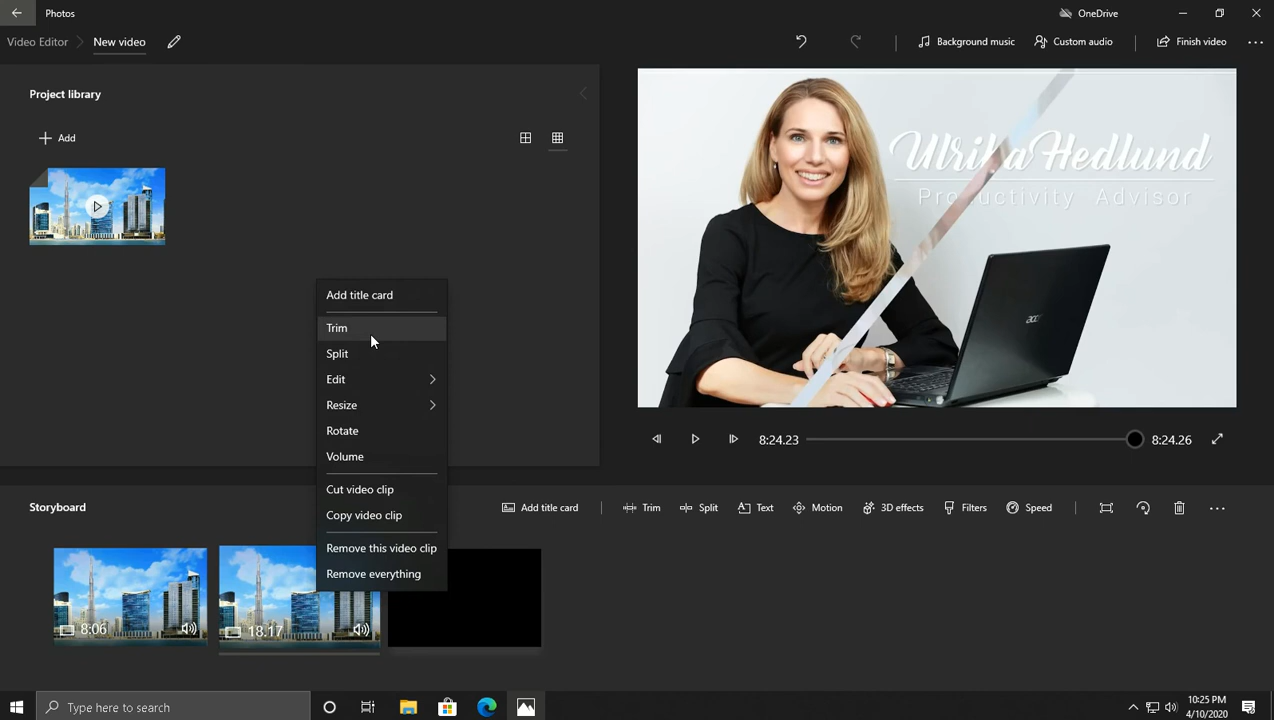 Photos
OneDrive
Video Editor
New video
Background music
Custom audio
Finish video
Project library
Add
Ulrika Hedlund
Productivity Advisor
acer
Add title card
Trim
Split
Edit
Resize
Rotate
Volume
Cut video clip
Copy video clip
Remove this video clip
Remove everything
8:24.23
8:24.26
Storyboard
Add title card
Trim
Split
Text
Motion
3D effects
Filters
Speed
8:06
18.17
Type here to search
10:25 PM
4/10/2020